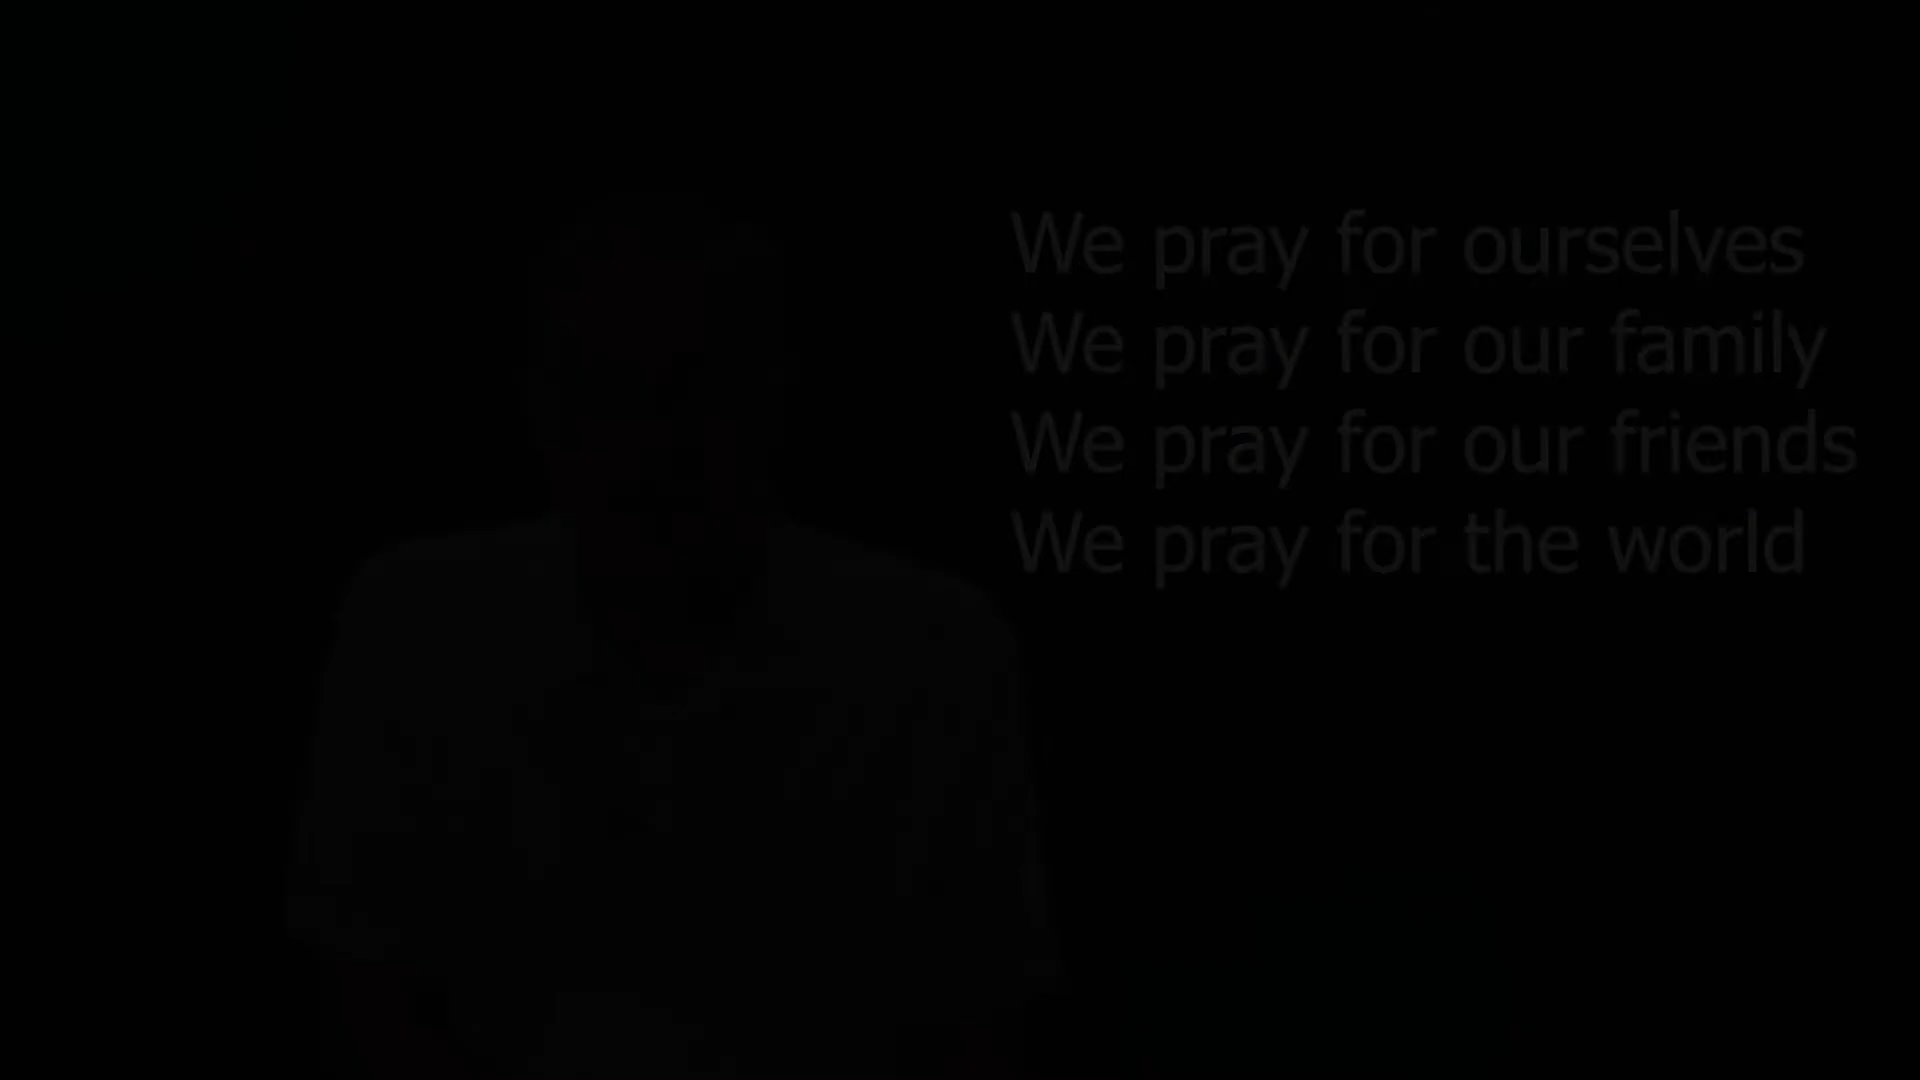 We pray for ourselves
We pray for our family
We pray for our friends
We pray for the world